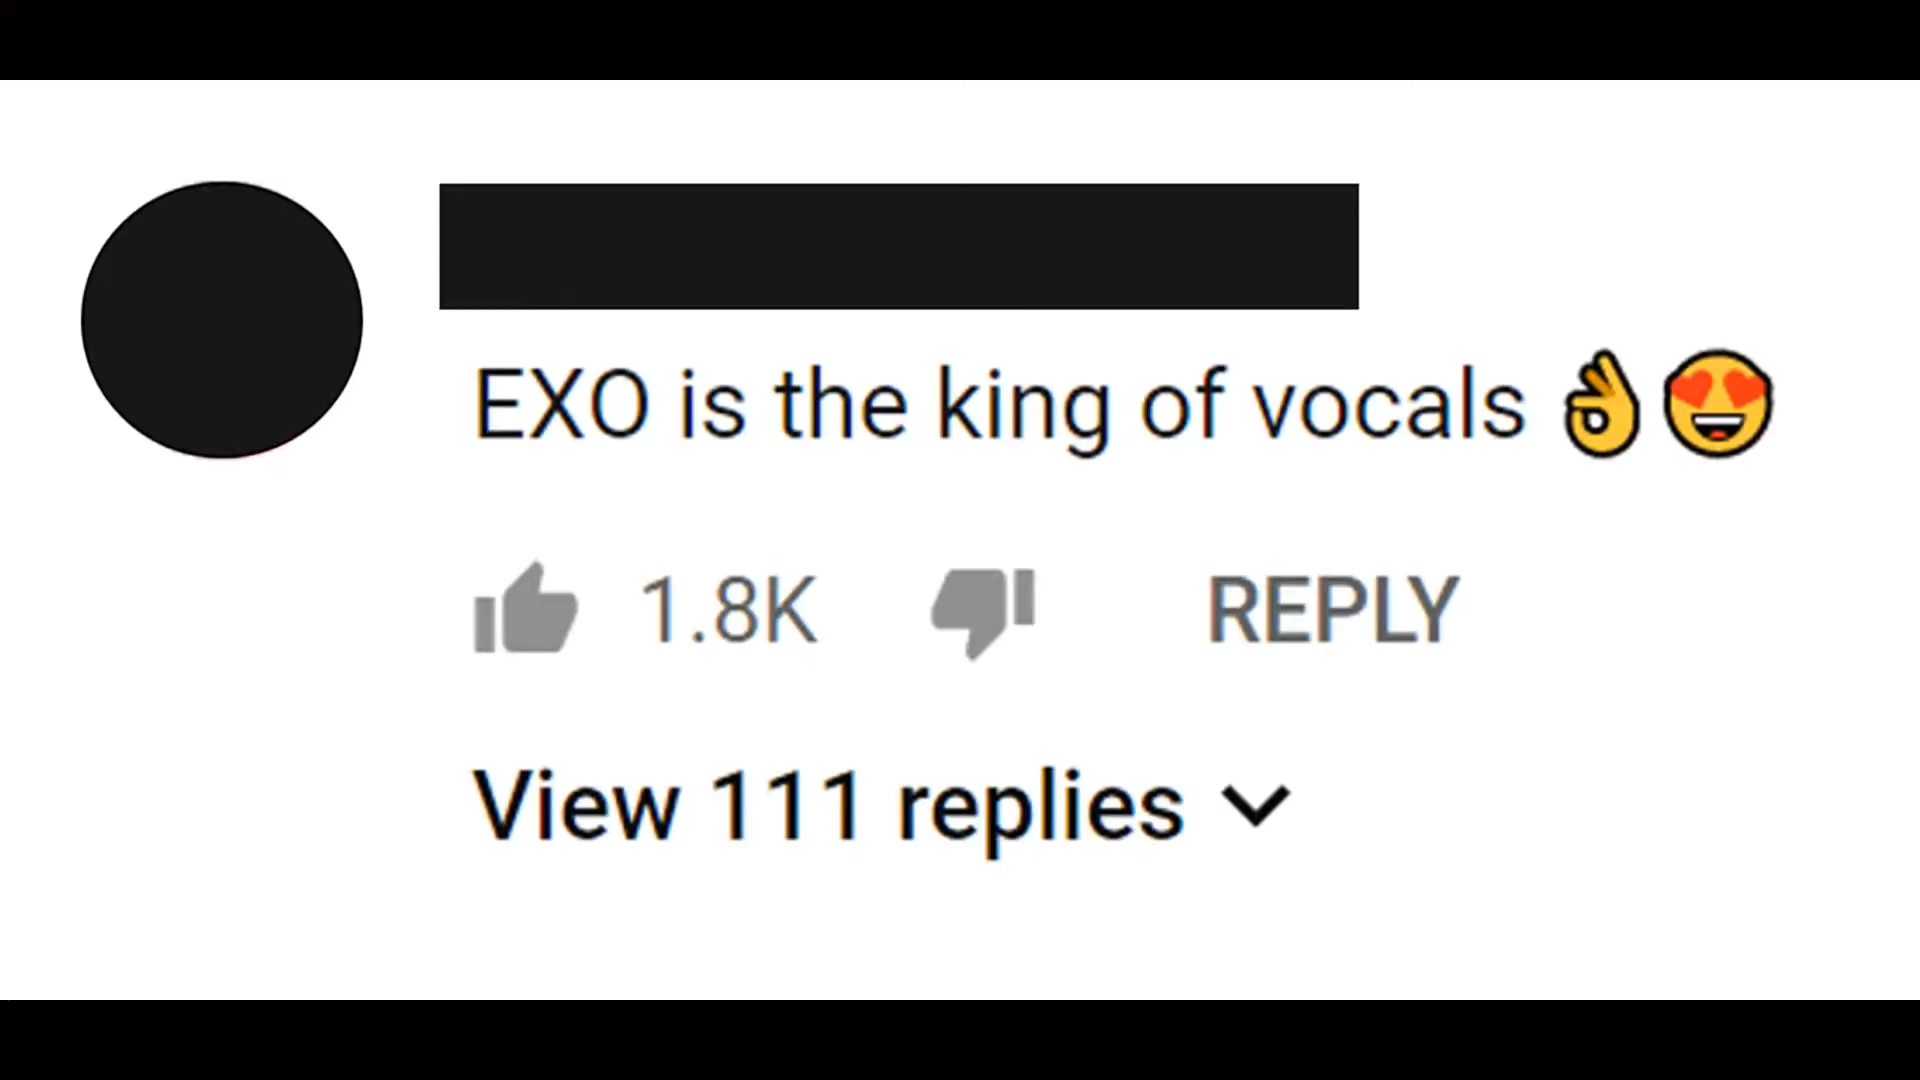 EXO is the king of vocals 👌😍
1.8K REPLY
View 111 replies